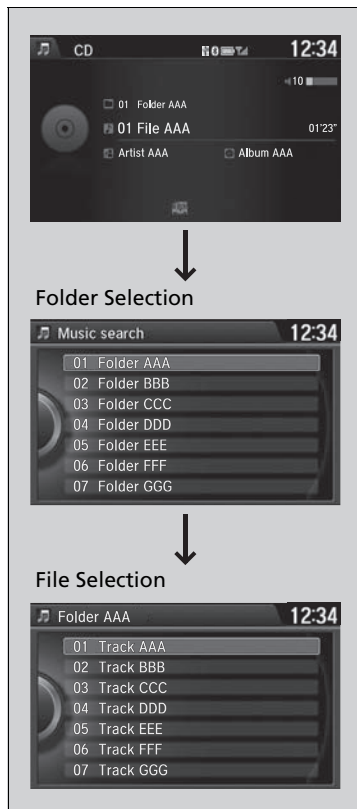 CD 12:34
10
01 Folder AAA
01 File AAA 01'23"
Artist AAA Album AAA
Folder Selection
Music search 12:34
01 Folder AAA
02 Folder BBB
03 Folder CCC
04 Folder DDD
05 Folder EEE
06 Folder FFF
07 Folder GGG
File Selection
Folder AAA 12:34
01 Track AAA
02 Track BBB
03 Track CCC
04 Track DDD
05 Track EEE
06 Track FFF
07 Track GGG